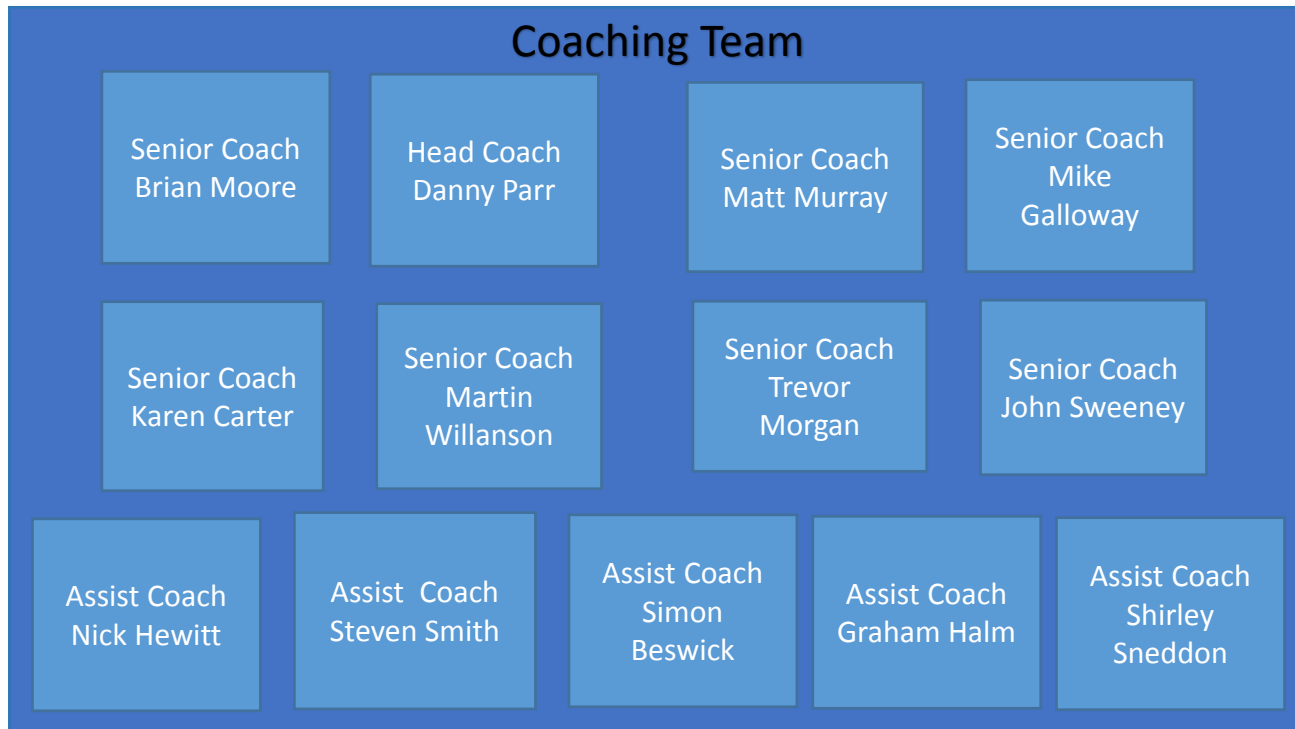 Coaching Team
Senior Coach
Brian Moore
Head Coach
Danny Parr
Senior Coach
Matt Murray
Senior Coach
Mike
Galloway
Senior Coach
Karen Carter
Senior Coach
Martin
Willanson
Senior Coach
Trevor
Morgan
Senior Coach
John Sweeney
Assist Coach
Nick Hewitt
Assist Coach
Steven Smith
Assist Coach
Simon
Beswick
Assist Coach
Graham Halm
Assist Coach
Shirley
Sneddon